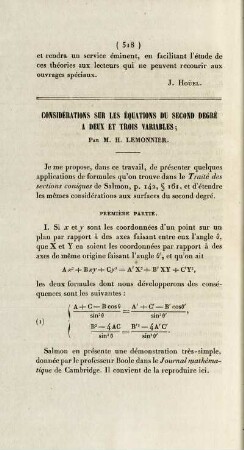 ( 518 )
et rendra un service éminent, en facilitant l'étude de
ces théories aux lecteurs qui ne peuvent recourir aux
ouvrages spéciaux.
J. HOÜEL.
CONSIDÉRATIONS SUR LES ÉQUATIONS DU SECOND DEGRÉ
A DEUX ET TROIS VARIABLES;
PAR M. H. LEMONNIER.
Je me propose, dans ce travail, de présenter quelques
applications de formules qu'on trouve dans le Traité des
sections coniques de Salmon, p. 142, § 161, et d'étendre
les mêmes considérations aux surfaces du second degré.
PREMIÈRE PARTIE.
I. Si x et y sont les coordonnées d'un point sur un
plan par rapport à des axes faisant entre eux l'angle θ,
que X et Y en soient les coordonnées par rapport à des
axes de même origine faisant l'angle θ', et qu'on ait
Ax² + Bxy + Cy² = A'X² + B'XY + C'Y²,
les deux formules dont nous développerons des consé-
quences sont les suivantes :
(1) { (A + C − B cos θ) / sin² θ = (A' + C' − B' cos θ') / sin² θ',
(B² − 4AC) / sin² θ = (B'² − 4A'C') / sin² θ'.
Salmon en présente une démonstration très-simple,
donnée par le professeur Boole dans le Journal mathéma-
tique de Cambridge. Il convient de la reproduire ici.